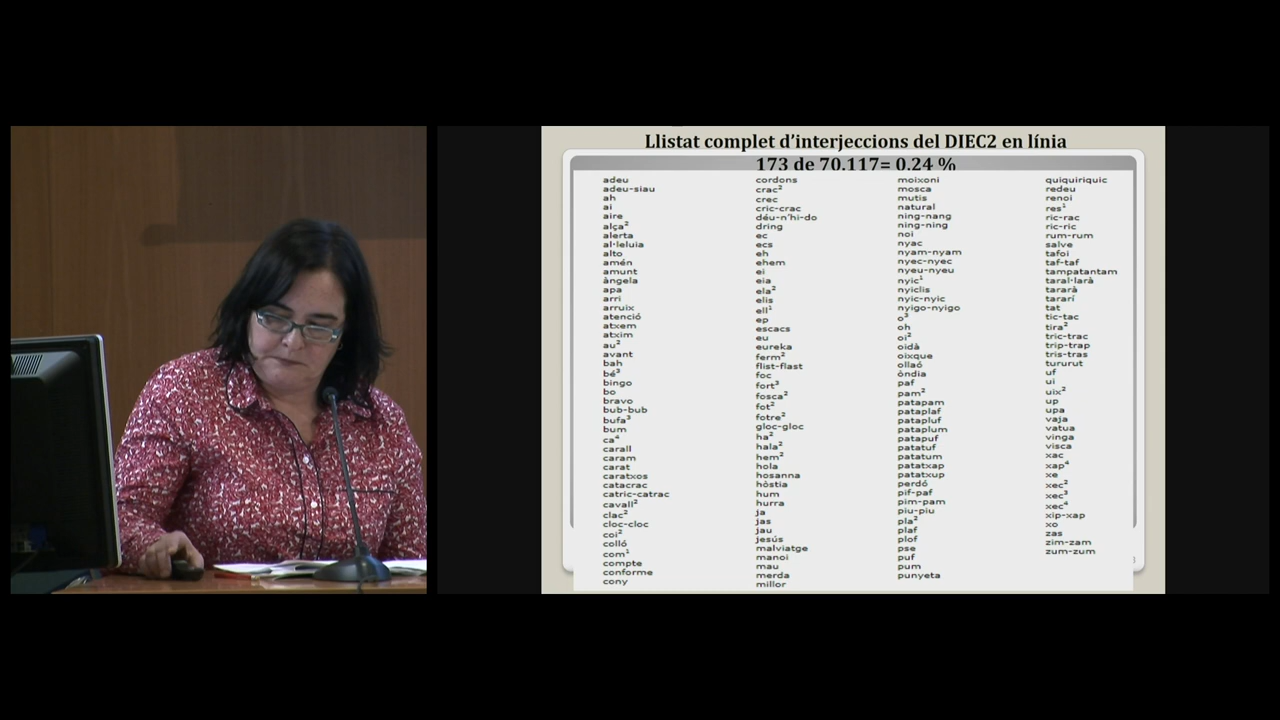 Llistat complet d'interjeccions del DIEC2 en línia
173 de 70.117= 0.24 %
adeu
adeu-siau
ah
ai
aire
alça²
alerta
al·leluia
alto
amén
amunt
àngela
apa
arri
arruix
atenció
atxem
atxim
au²
avant
bah
bé³
bingo
bo
bravo
bub-bub
bufa³
bum
ca⁴
carall
caram
carat
caratxos
catacrac
catric-catrac
cavall²
clac²
cloc-cloc
coi²
colló
com¹
compte
conforme
cony
cordons
crac²
crec
cric-crac
déu-n'hi-do
dring
ec
ecs
eh
ehem
ei
eia
ela²
elis
ell¹
ep
escacs
eu
eureka
ferm²
flist-flast
foc
fort³
fosca²
fot²
fotre²
gloc-gloc
ha²
hala²
hem²
hola
hosanna
hòstia
hum
hurra
ja
jas
jau
jesús
malviatge
manoi
mau
merda
millor
moixoni
mosca
mutis
natural
ning-nang
ning-ning
noi
nyac
nyam-nyam
nyec-nyec
nyeu-nyeu
nyic¹
nyiclis
nyic-nyic
nyigo-nyigo
o³
oh
oi²
oidà
oixque
ollaó
òndia
paf
pam²
patapam
pataplaf
patapluf
pataplum
patapuf
patatuf
patatum
patatxap
patatxup
perdó
pif-paf
pim-pam
piu-piu
pla²
plaf
plof
pse
puf
pum
punyeta
quiquiriquic
redeu
renoi
res¹
ric-rac
ric-ric
rum-rum
salve
tafoi
taf-taf
tampatantam
taral·larà
tararà
tararí
tat
tic-tac
tira²
tric-trac
trip-trap
tris-tras
tururut
uf
ui
uix²
up
upa
vaja
vatua
vinga
visca
xac
xap⁴
xe
xec²
xec³
xec⁴
xip-xap
xo
zas
zim-zam
zum-zum